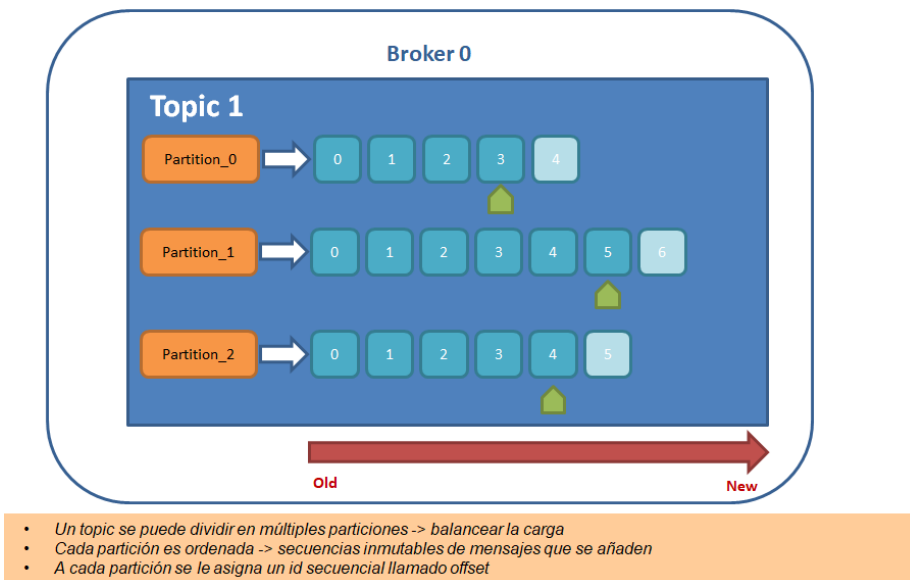 Broker 0
Topic 1
Partition_0 0 1 2 3 4
Partition_1 0 1 2 3 4 5 6
Partition_2 0 1 2 3 4 5
Old New
• Un topic se puede dividir en múltiples particiones -> balancear la carga
• Cada partición es ordenada -> secuencias inmutables de mensajes que se añaden
• A cada partición se le asigna un id secuencial llamado offset